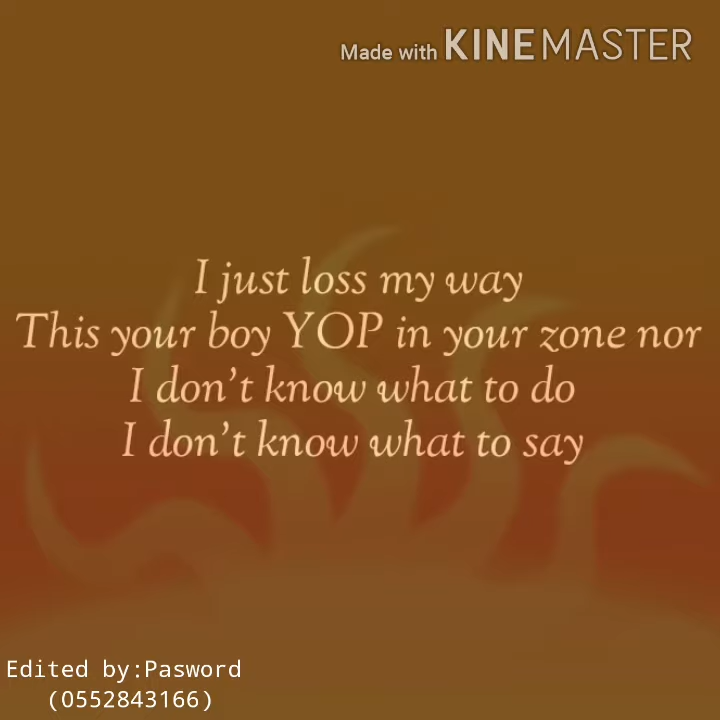 Made with KINEMASTER
I just loss my way
This your boy YOP in your zone nor
I don't know what to do
I don't know what to say
Edited by:Pasword
(0552843166)